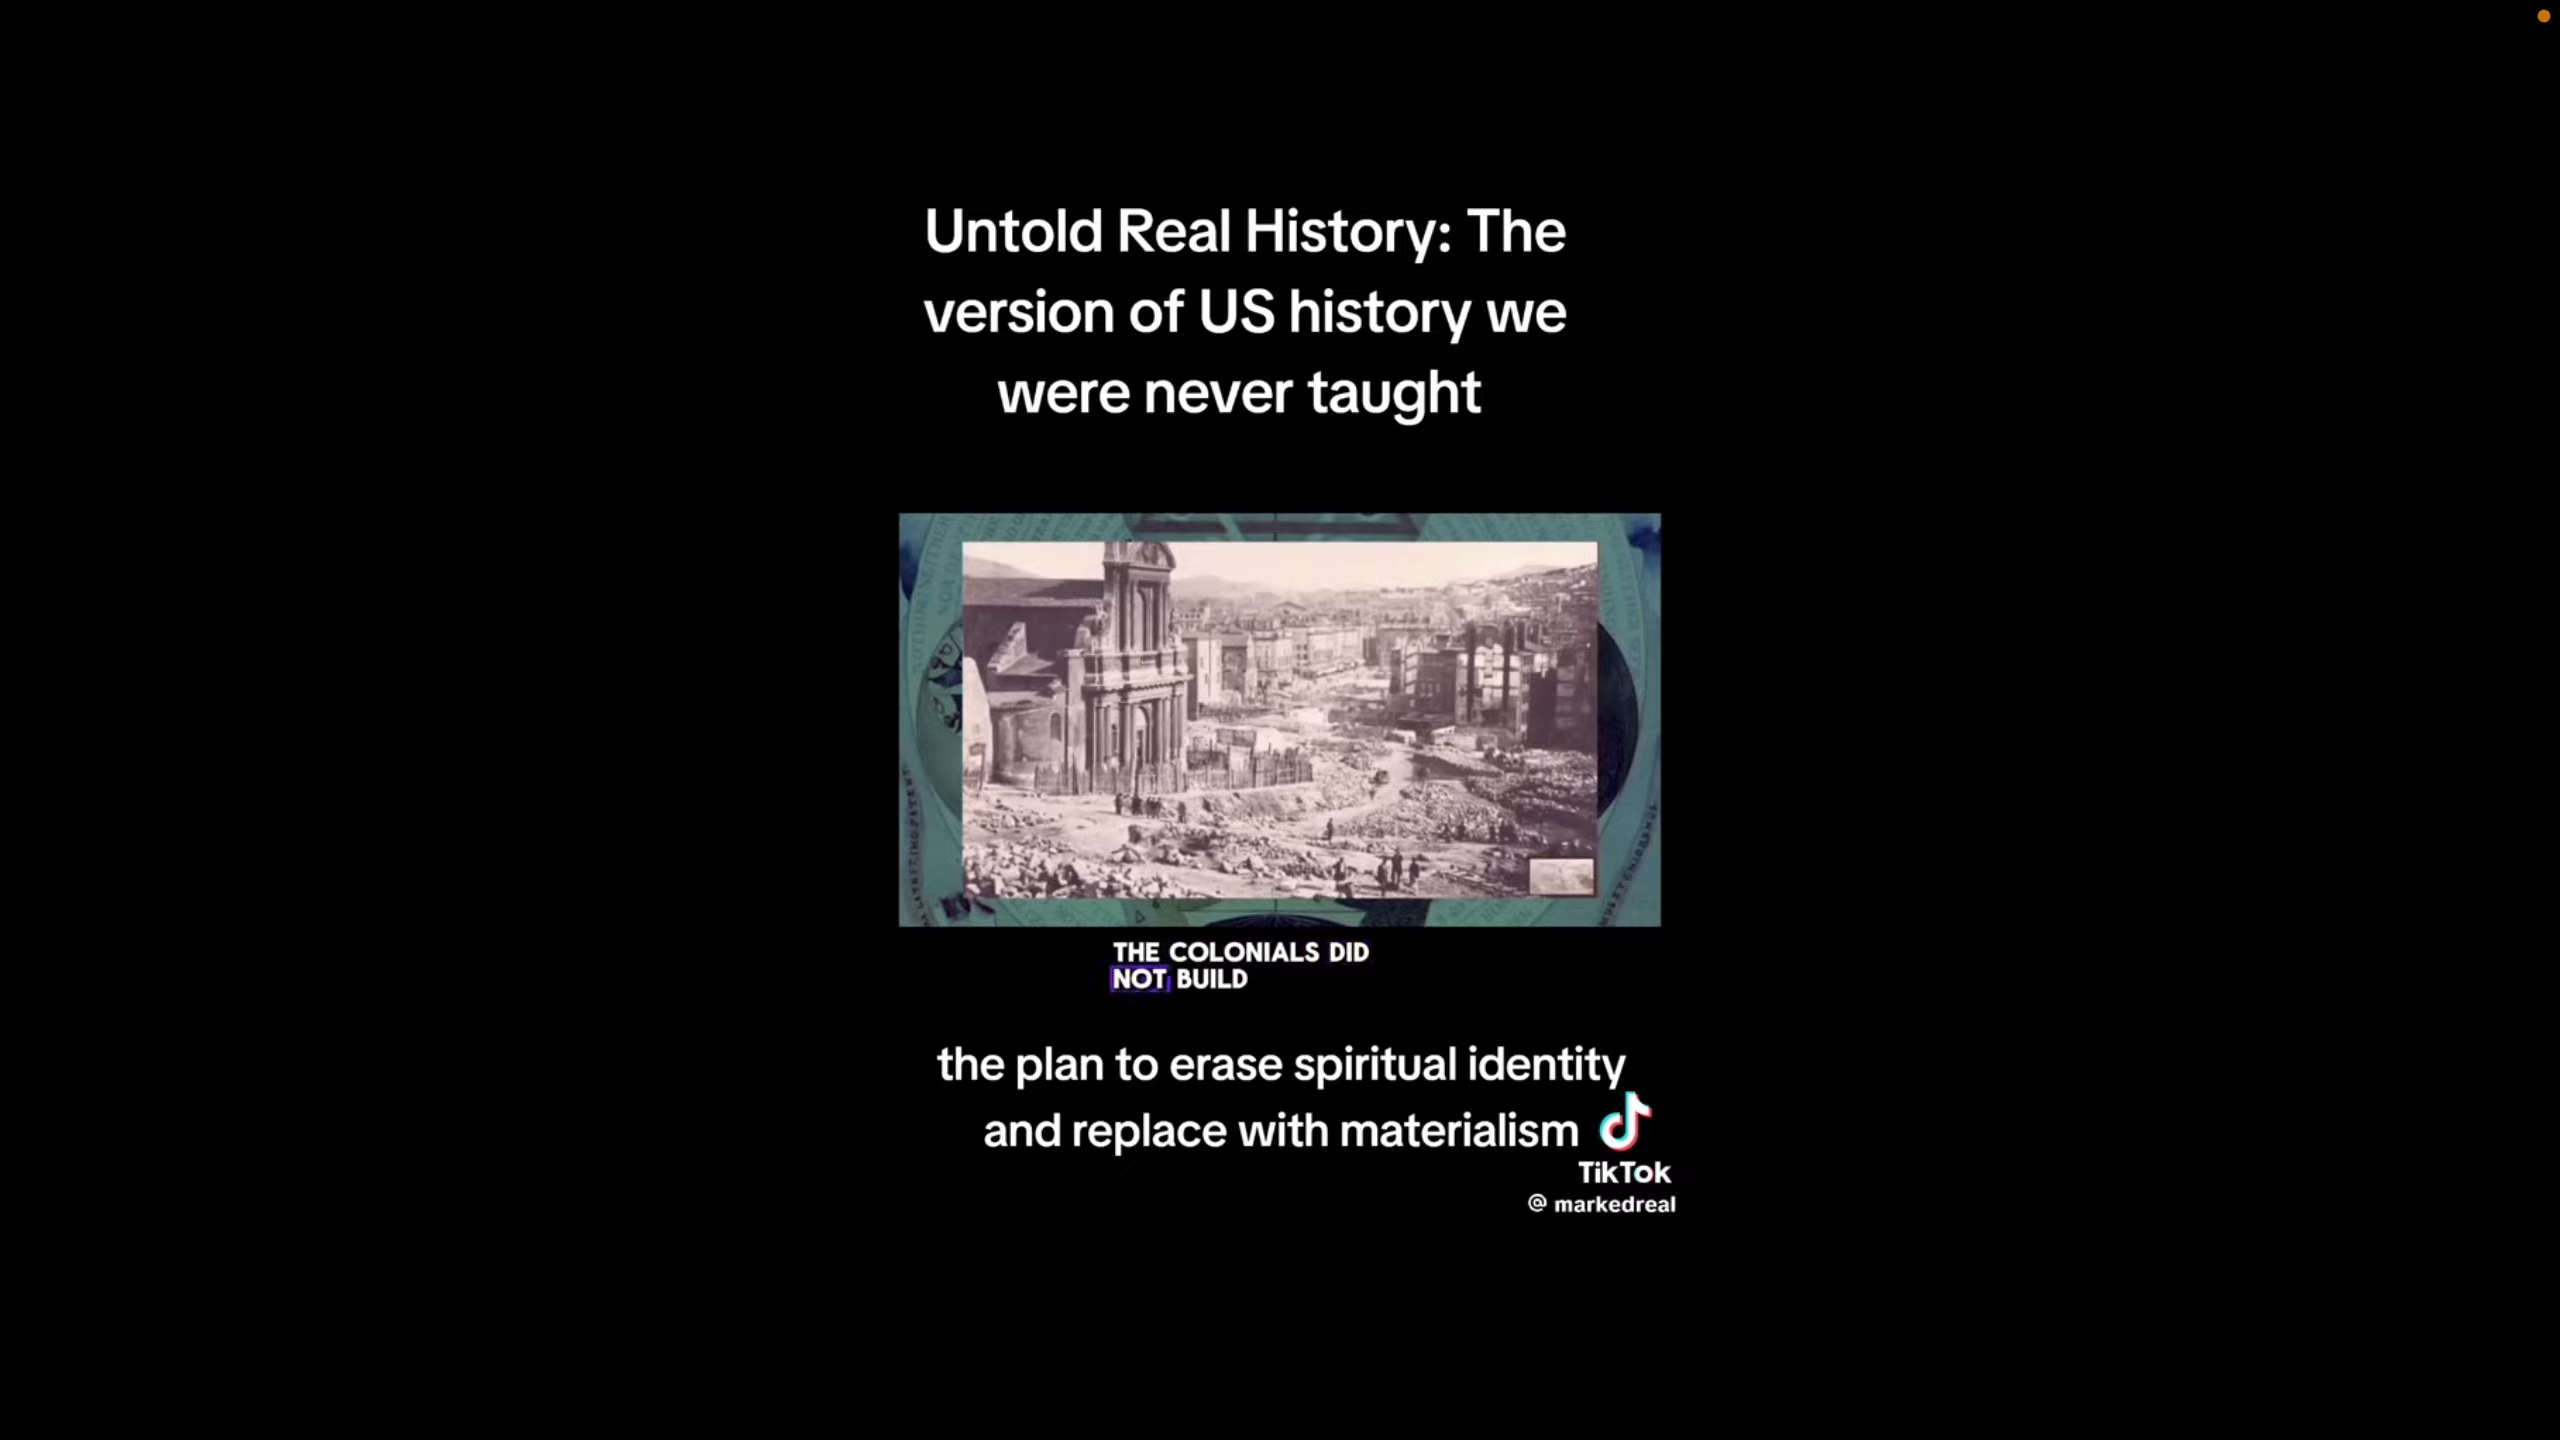 Untold Real History: The
version of US history we
were never taught
THE COLONIALS DID
NOT BUILD
the plan to erase spiritual identity
and replace with materialism
TikTok
@ markedreal